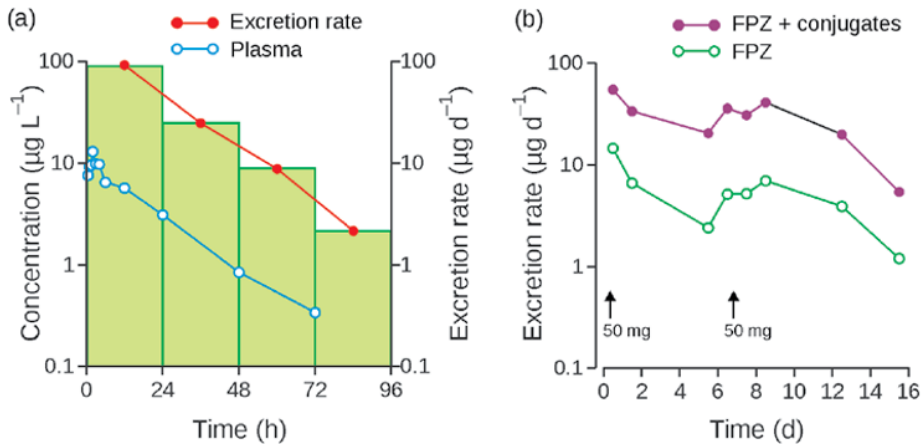 (a)
Excretion rate
Plasma
Concentration (µg L⁻¹)
100
10
1
0.1
100
10
1
0.1
Excretion rate (µg d⁻¹)
0 24 48 72 96
Time (h)
(b)
FPZ + conjugates
FPZ
Excretion rate (µg d⁻¹)
100
10
1
0.1
50 mg
50 mg
0 2 4 6 8 10 12 14 16
Time (d)